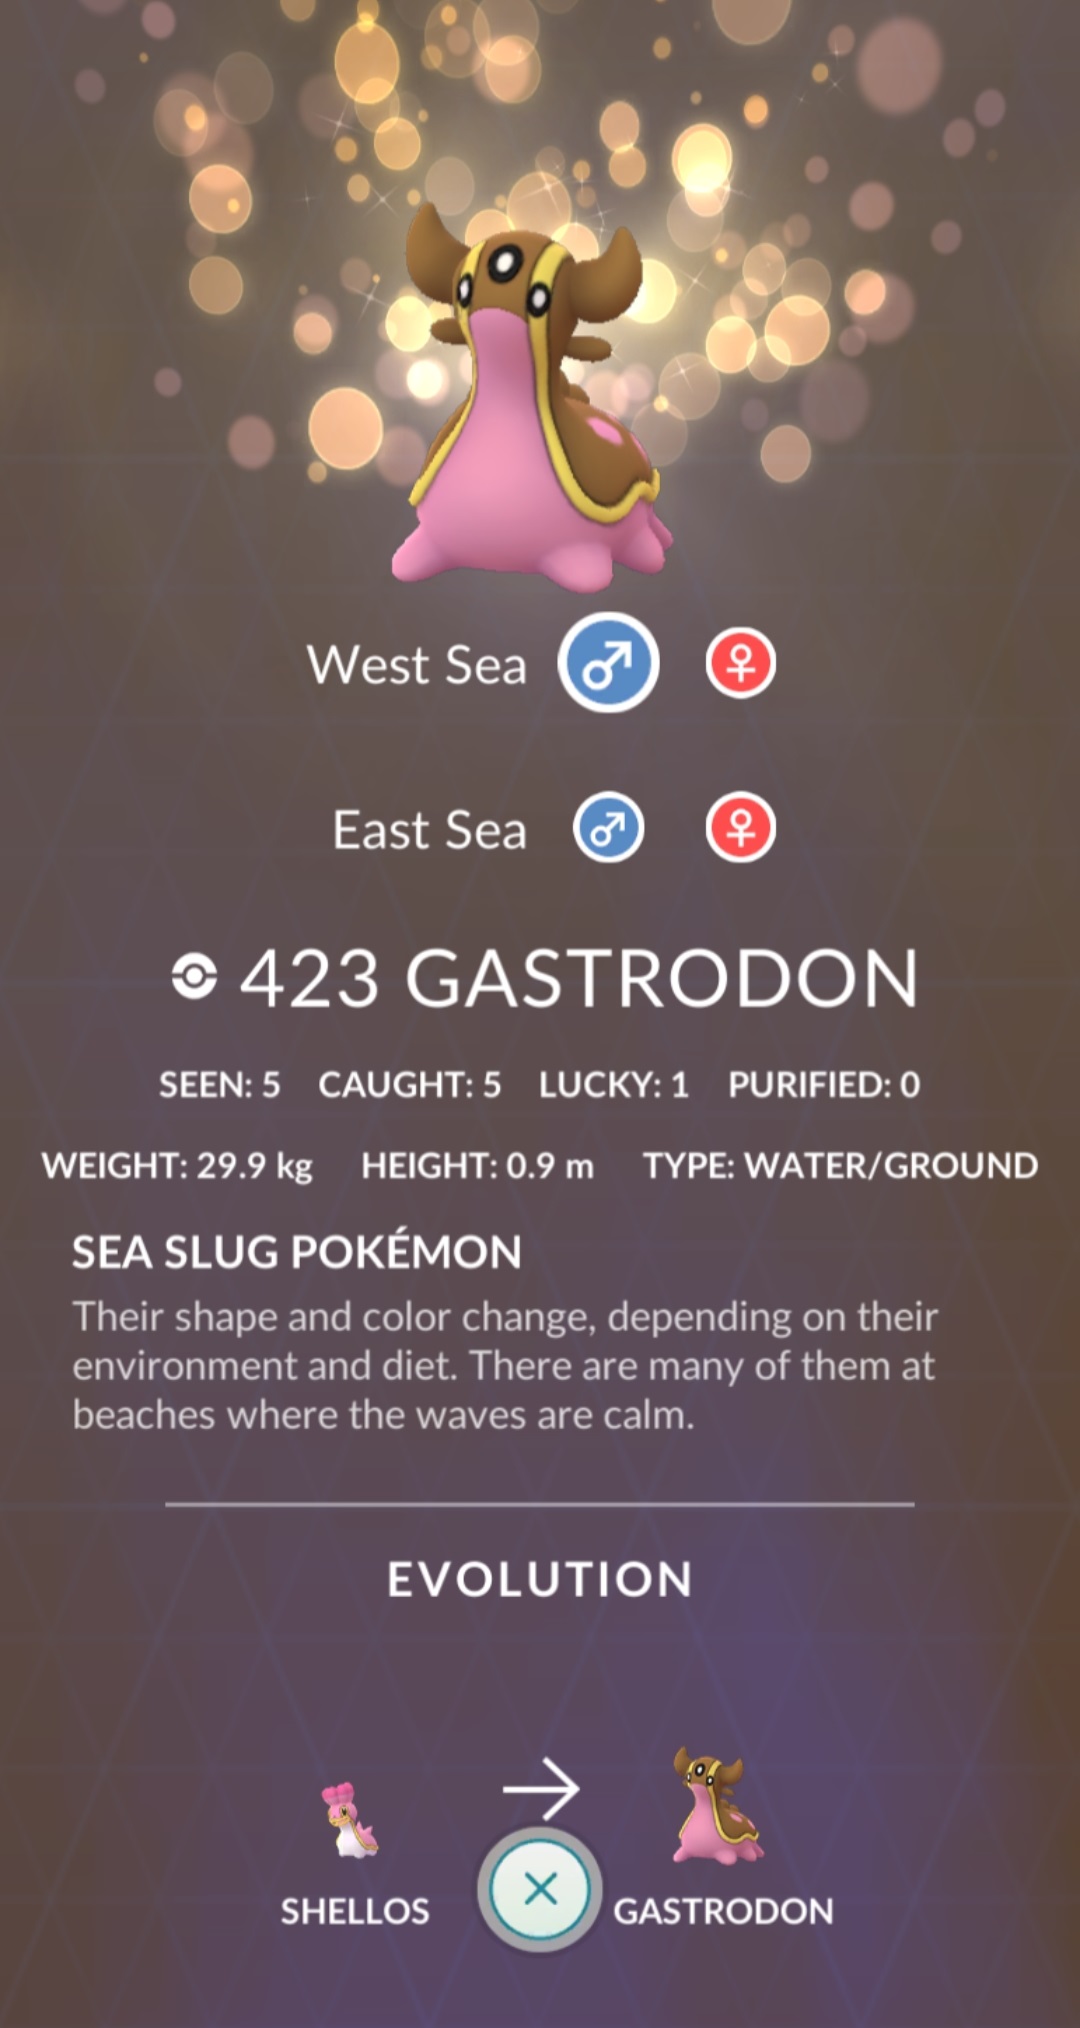 West Sea
East Sea
423 GASTRODON
SEEN: 5 CAUGHT: 5 LUCKY: 1 PURIFIED: 0
WEIGHT: 29.9 kg HEIGHT: 0.9 m TYPE: WATER/GROUND
SEA SLUG POKÉMON
Their shape and color change, depending on their
environment and diet. There are many of them at
beaches where the waves are calm.
EVOLUTION
SHELLOS GASTRODON